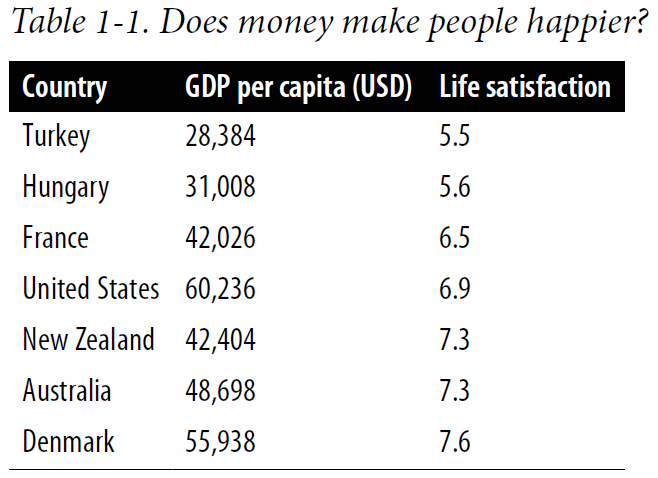 Table 1-1. Does money make people happier?
Country GDP per capita (USD) Life satisfaction
Turkey 28,384 5.5
Hungary 31,008 5.6
France 42,026 6.5
United States 60,236 6.9
New Zealand 42,404 7.3
Australia 48,698 7.3
Denmark 55,938 7.6